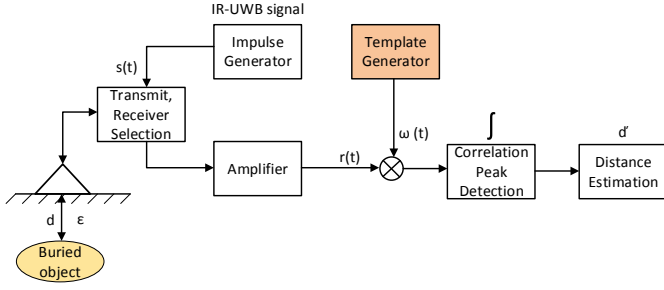 IR-UWB signal
Impulse
Generator
Template
Generator
s(t)
Transmit,
Receiver
Selection
ω (t)
∫
d'
Amplifier
r(t)
Correlation
Peak
Detection
Distance
Estimation
d
ε
Buried
object